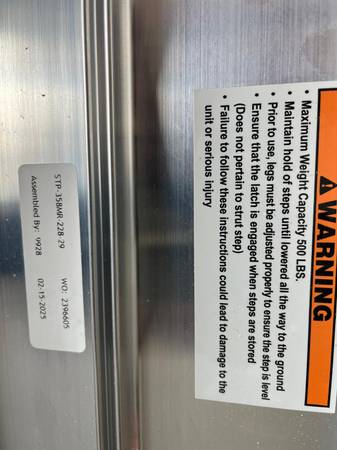 ⚠ WARNING
• Maximum Weight Capacity 500 LBS.
• Maintain hold of steps until lowered all the way to the ground
• Prior to use, legs must be adjusted properly to ensure the step is level
• Ensure that the latch is engaged when steps are stored
(Does not pertain to strut step)
• Failure to follow these instructions could lead to damage to the
unit or serious injury
STP-358MR-228-29 WO: 2396605
Assembled By: 0928 02-15-2025